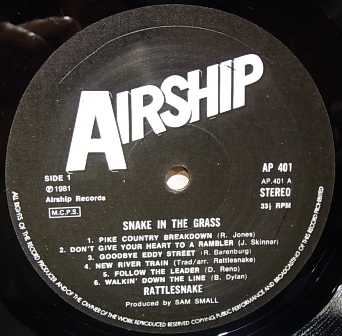 AIRSHIP
SIDE 1
℗ 1981
Airship Records
M.C.P.S.
AP 401
AP.401 A
STEREO
33⅓ RPM
SNAKE IN THE GRASS
1. PIKE COUNTRY BREAKDOWN (R. Jones)
2. DON'T GIVE YOUR HEART TO A RAMBLER (J. Skinner)
3. GOODBYE EDDY STREET (R. Barenburg)
4. NEW RIVER TRAIN (Trad/arr. Rattlesnake)
5. FOLLOW THE LEADER (D. Reno)
6. WALKIN' DOWN THE LINE (B. Dylan)
RATTLESNAKE
Produced by SAM SMALL
ALL RIGHTS OF THE RECORD PRODUCER AND OF THE OWNER OF THE WORK REPRODUCED RESERVED. COPYING, PUBLIC PERFORMANCE AND BROADCASTING OF THIS RECORD PROHIBITED